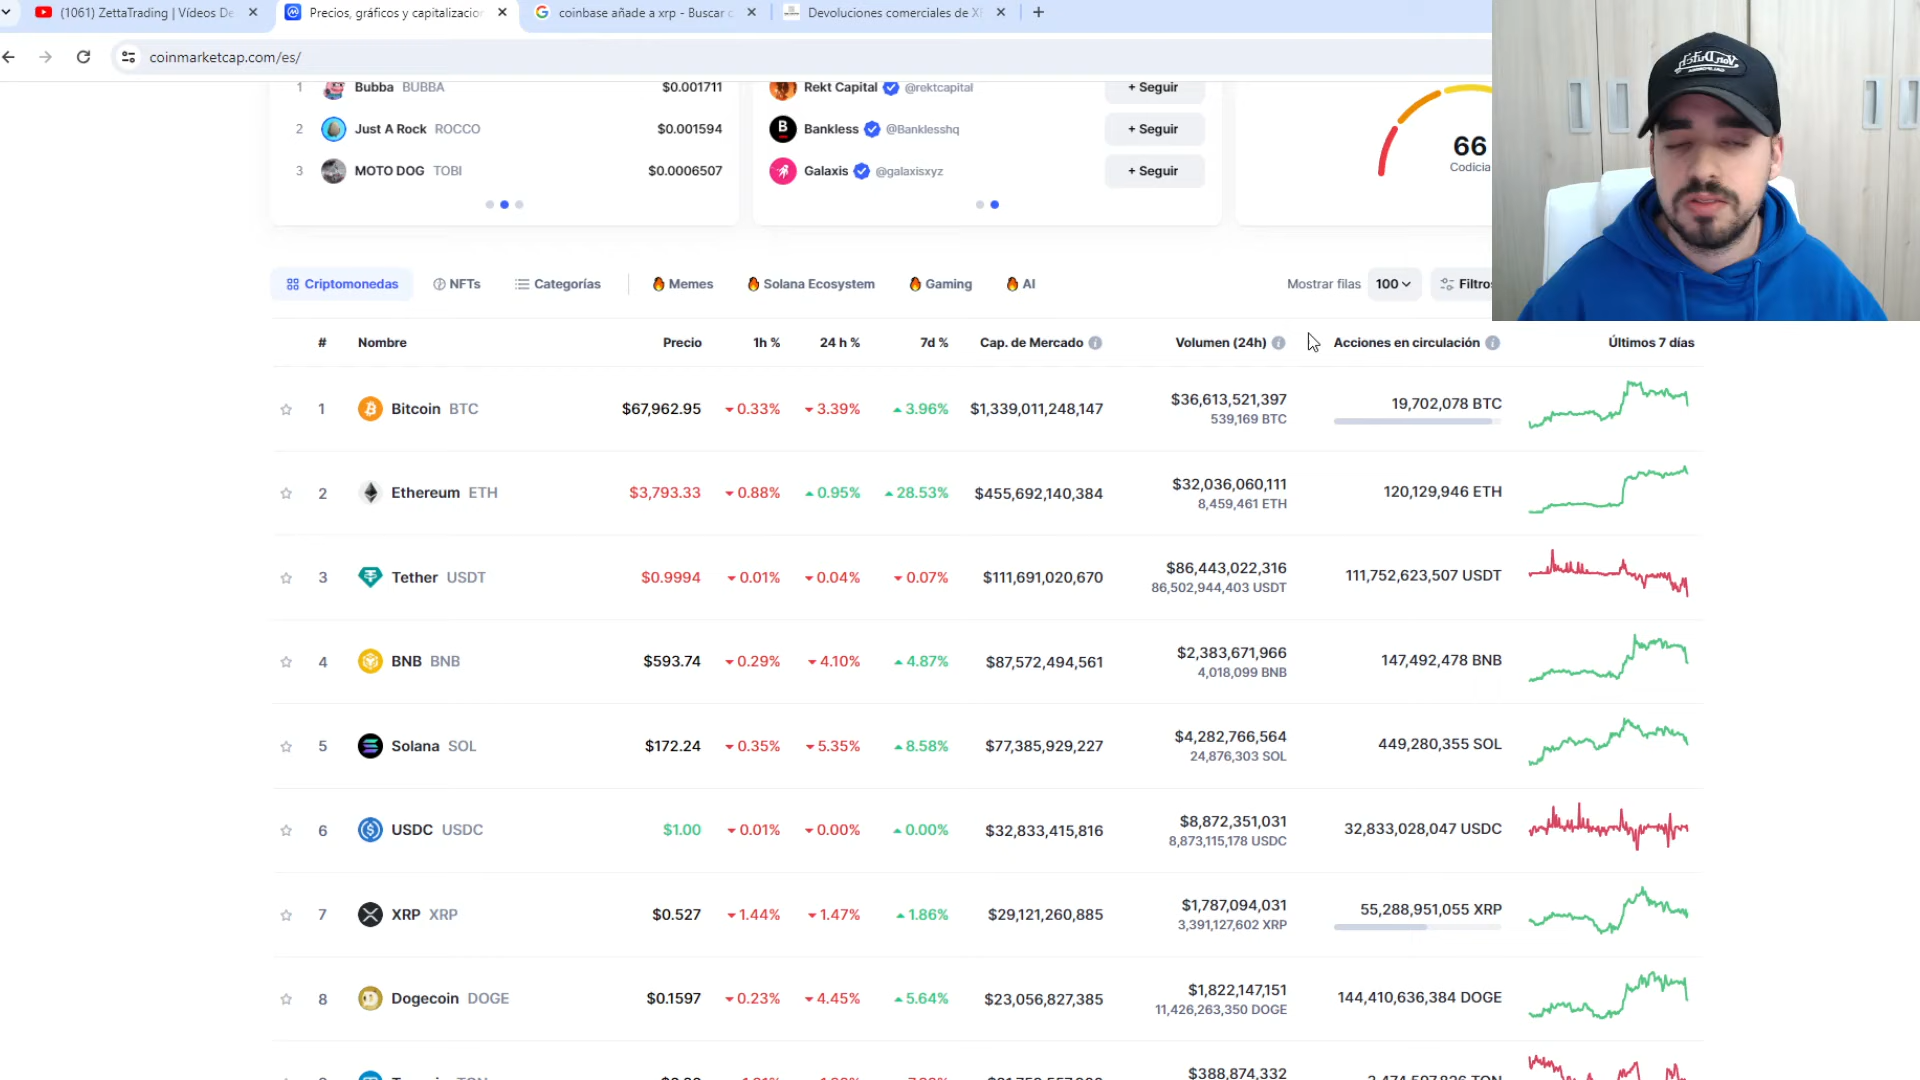 (1061) ZettaTrading | Vídeos De
Precios, gráficos y capitalizacion
coinbase añade a xrp - Buscar c
Devoluciones comerciales de XR
coinmarketcap.com/es/
1 Bubba BUBBA $0.001711
2 Just A Rock ROCCO $0.001594
3 MOTO DOG TOBI $0.0006507
Rekt Capital @rektcapital + Seguir
B Bankless @Banklesshq + Seguir
Galaxis @galaxisxyz + Seguir
66
Codicia
Criptomonedas NFTs Categorías Memes Solana Ecosystem Gaming AI Mostrar filas 100 Filtros
# Nombre Precio 1h % 24 h % 7d % Cap. de Mercado Volumen (24h) Acciones en circulación Últimos 7 días
1 Bitcoin BTC $67,962.95 0.33% 3.39% 3.96% $1,339,011,248,147 $36,613,521,397 19,702,078 BTC
539,169 BTC
2 Ethereum ETH $3,793.33 0.88% 0.95% 28.53% $455,692,140,384 $32,036,060,111 120,129,946 ETH
8,459,461 ETH
3 Tether USDT $0.9994 0.01% 0.04% 0.07% $111,691,020,670 $86,443,022,316 111,752,623,507 USDT
86,502,944,403 USDT
4 BNB BNB $593.74 0.29% 4.10% 4.87% $87,572,494,561 $2,383,671,966 147,492,478 BNB
4,018,099 BNB
5 Solana SOL $172.24 0.35% 5.35% 8.58% $77,385,929,227 $4,282,766,564 449,280,355 SOL
24,876,303 SOL
6 USDC USDC $1.00 0.01% 0.00% 0.00% $32,833,415,816 $8,872,351,031 32,833,028,047 USDC
8,873,115,178 USDC
7 XRP XRP $0.527 1.44% 1.47% 1.86% $29,121,260,885 $1,787,094,031 55,288,951,055 XRP
3,391,127,602 XRP
8 Dogecoin DOGE $0.1597 0.23% 4.45% 5.64% $23,056,827,385 $1,822,147,151 144,410,636,384 DOGE
11,426,263,350 DOGE
$388,874,332